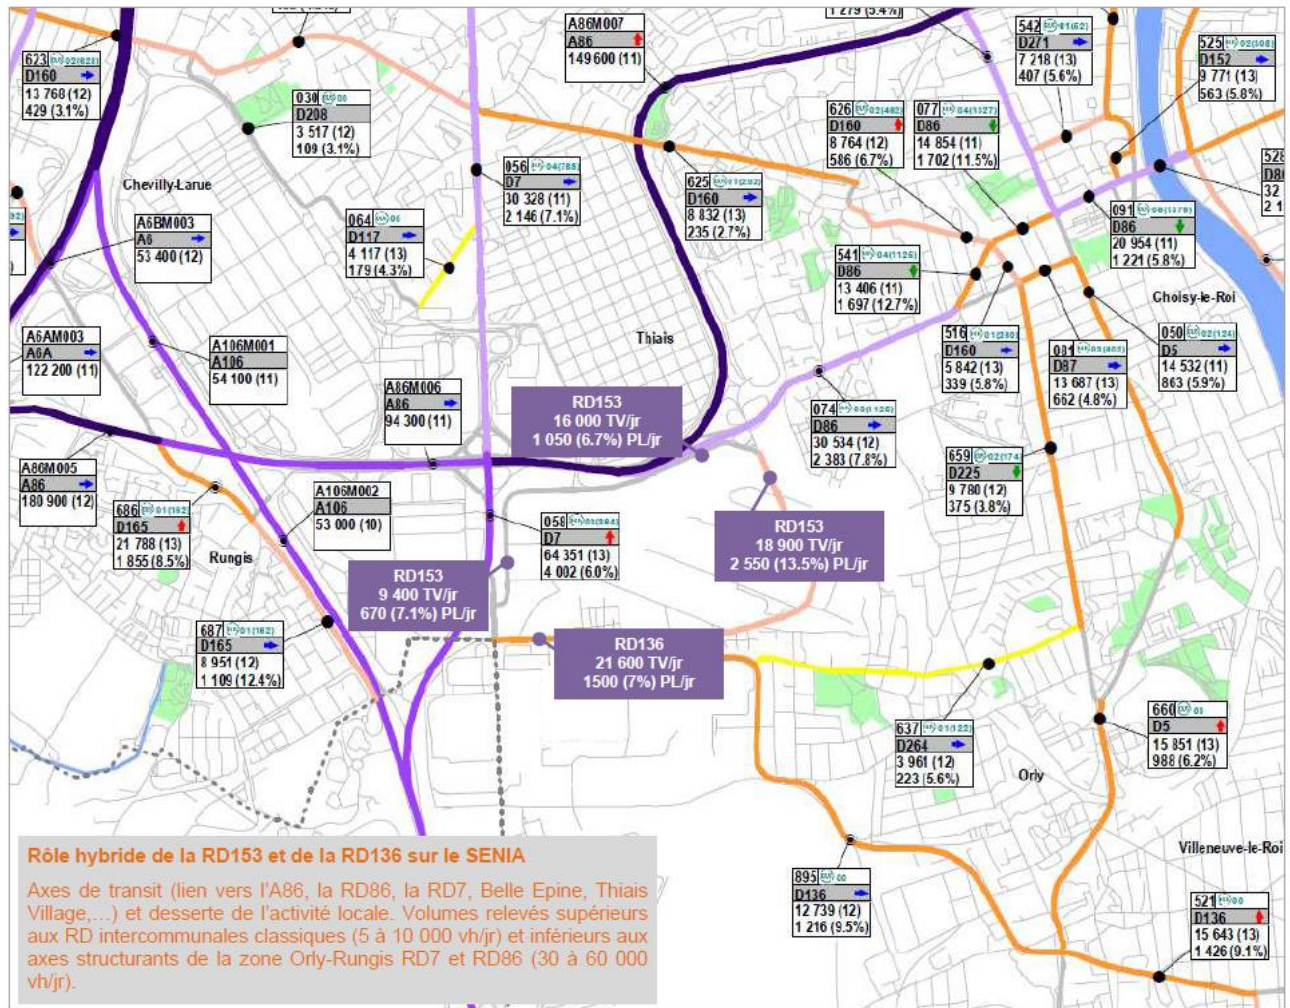 1 279 (5.4%)
A86M007
A86
149 600 (11)
542
D271
7 218 (13)
407 (5.6%)
525
D152
9 771 (13)
563 (5.8%)
623
D160
13 768 (12)
429 (3.1%)
030
D208
3 517 (12)
109 (3.1%)
626
D160
8 764 (12)
586 (6.7%)
077
D86
14 854 (11)
1 702 (11.5%)
056
D7
30 328 (11)
2 146 (7.1%)
625
D160
8 832 (13)
235 (2.7%)
528
32
Chevilly-Larue
064
D117
4 117 (13)
179 (4.3%)
091
D86
20 954 (11)
1 221 (5.8%)
A6BM003
A6
53 400 (12)
541
D86
13 406 (11)
1 697 (12.7%)
Choisy-le-Roi
Thiais
A6AM003
A6A
122 200 (11)
A106M001
A106
54 100 (11)
516
D160
5 842 (13)
339 (5.8%)
081
D87
13 687 (13)
662 (4.8%)
050
D5
14 532 (11)
863 (5.9%)
A86M006
A86
94 300 (11)
RD153
16 000 TV/jr
1 050 (6.7%) PL/jr
074
D86
30 534 (12)
2 383 (7.8%)
A86M005
A86
180 900 (12)
659
D225
9 780 (12)
375 (3.8%)
686
D165
21 788 (13)
1 855 (8.5%)
A106M002
A106
53 000 (10)
058
D7
64 351 (13)
4 002 (6.0%)
RD153
18 900 TV/jr
2 550 (13.5%) PL/jr
Rungis
RD153
9 400 TV/jr
670 (7.1%) PL/jr
687
D165
8 951 (12)
1 109 (12.4%)
RD136
21 600 TV/jr
1500 (7%) PL/jr
637
D264
3 961 (12)
223 (5.6%)
660
D5
15 851 (13)
988 (6.2%)
Orly
Villeneuve-le-Roi
Rôle hybride de la RD153 et de la RD136 sur le SENIA
Axes de transit (lien vers l'A86, la RD86, la RD7, Belle Epine, Thiais
Village,…) et desserte de l'activité locale. Volumes relevés supérieurs
aux RD intercommunales classiques (5 à 10 000 vh/jr) et inférieurs aux
axes structurants de la zone Orly-Rungis RD7 et RD86 (30 à 60 000
vh/jr).
895
D136
12 739 (12)
1 216 (9.5%)
521
D136
15 643 (13)
1 426 (9.1%)